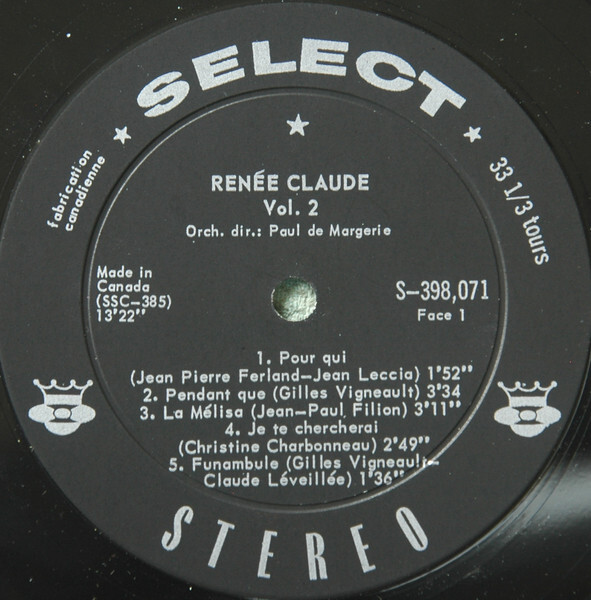 SELECT
fabrication
canadienne
33 1/3 tours
RENÉE CLAUDE
Vol. 2
Orch. dir.: Paul de Margerie
Made in
Canada
(SSC-385)
13'22"
S-398,071
Face 1
1. Pour qui
(Jean Pierre Ferland-Jean Leccia) 1'52"
2. Pendant que (Gilles Vigneault) 3'34
3. La Mélisa (Jean-Paul Filion) 3'11"
4. Je te chercherai
(Christine Charbonneau) 2'49"
5. Funambule (Gilles Vigneault-
Claude Léveillée) 1'36"
STEREO